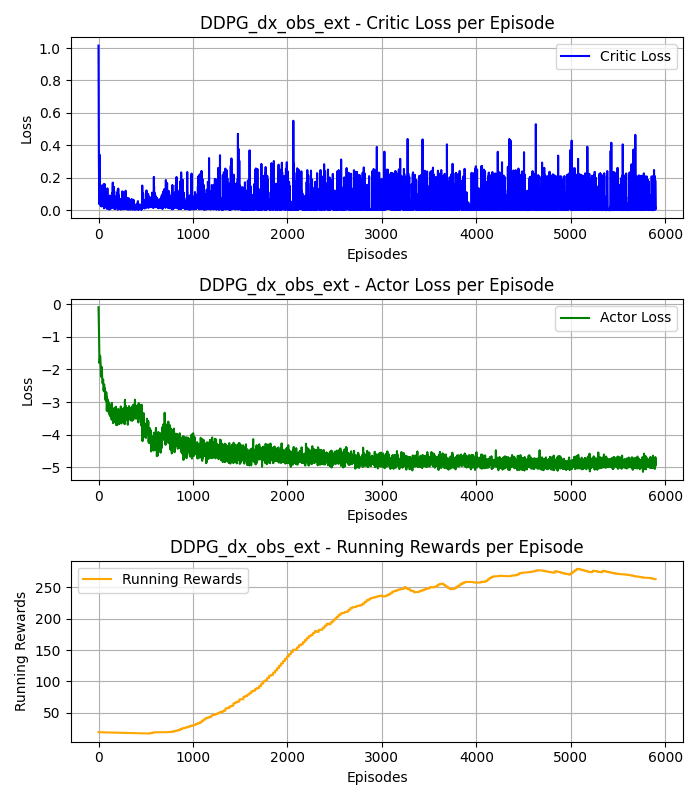 DDPG_dx_obs_ext - Critic Loss per Episode
1.0
0.8
0.6
0.4
0.2
0.0
Loss
Critic Loss
0 1000 2000 3000 4000 5000 6000
Episodes
DDPG_dx_obs_ext - Actor Loss per Episode
0
−1
−2
−3
−4
−5
Loss
Actor Loss
0 1000 2000 3000 4000 5000 6000
Episodes
DDPG_dx_obs_ext - Running Rewards per Episode
250
200
150
100
50
Running Rewards
Running Rewards
0 1000 2000 3000 4000 5000 6000
Episodes